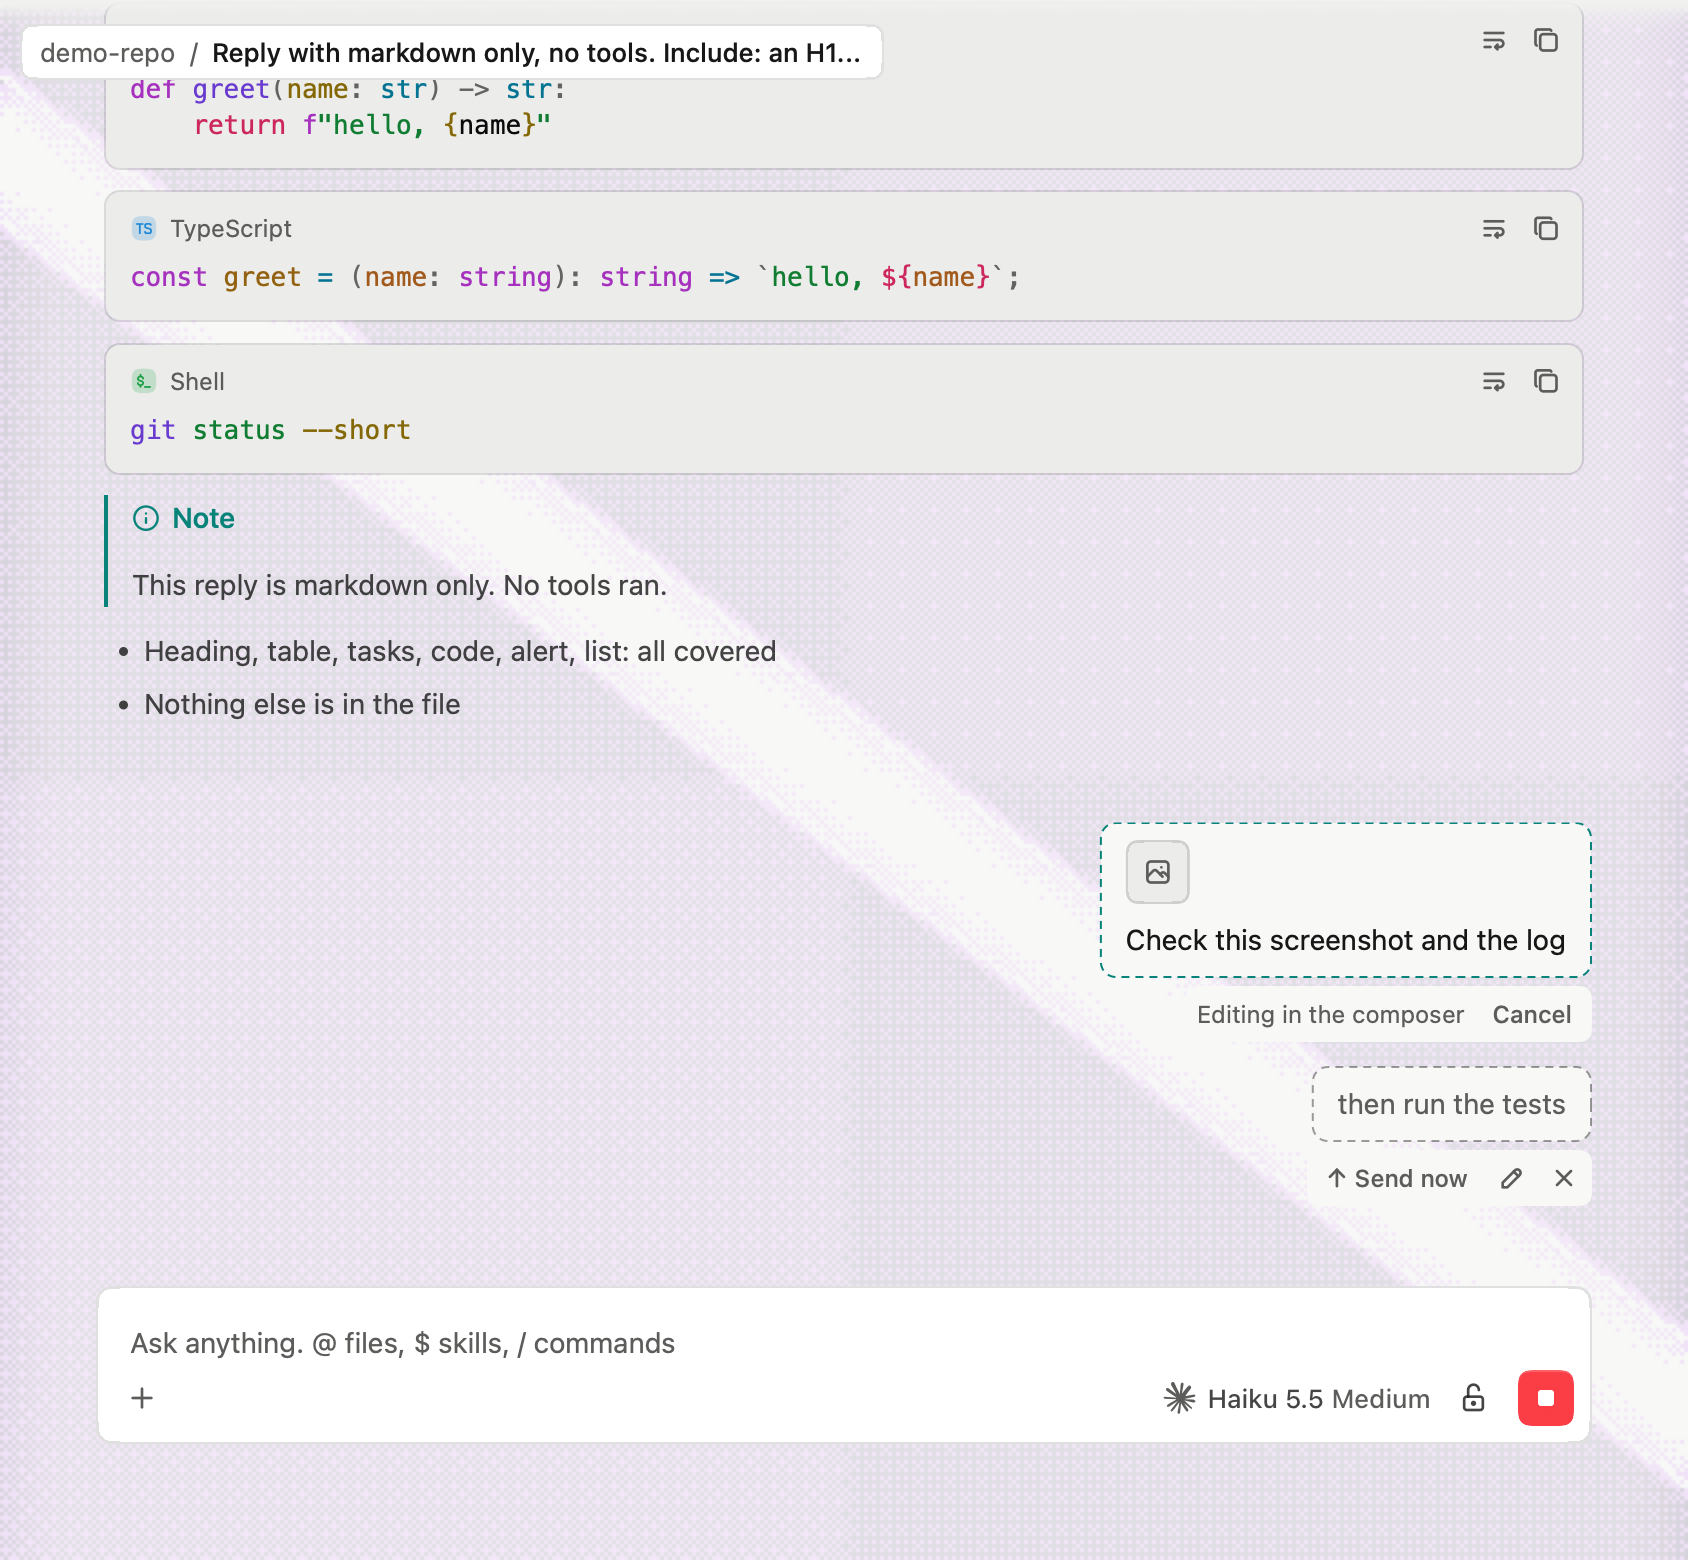 demo-repo / Reply with markdown only, no tools. Include: an H1...
def greet(name: str) -> str:
    return f"hello, {name}"
TS TypeScript
const greet = (name: string): string => `hello, ${name}`;
$_ Shell
git status --short
Note
This reply is markdown only. No tools ran.
• Heading, table, tasks, code, alert, list: all covered
• Nothing else is in the file
Check this screenshot and the log
Editing in the composer Cancel
then run the tests
↑ Send now
Ask anything. @ files, $ skills, / commands
Haiku 5.5 Medium